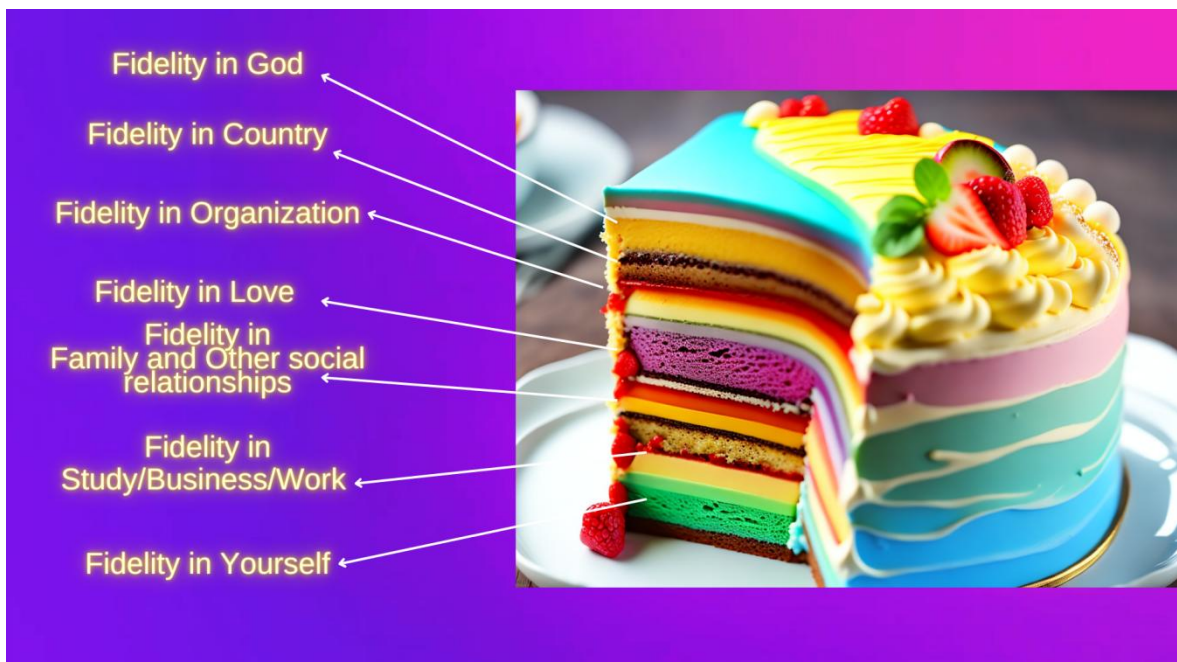 Fidelity in God
Fidelity in Country
Fidelity in Organization
Fidelity in Love
Fidelity in
Family and Other social
relationships
Fidelity in
Study/Business/Work
Fidelity in Yourself